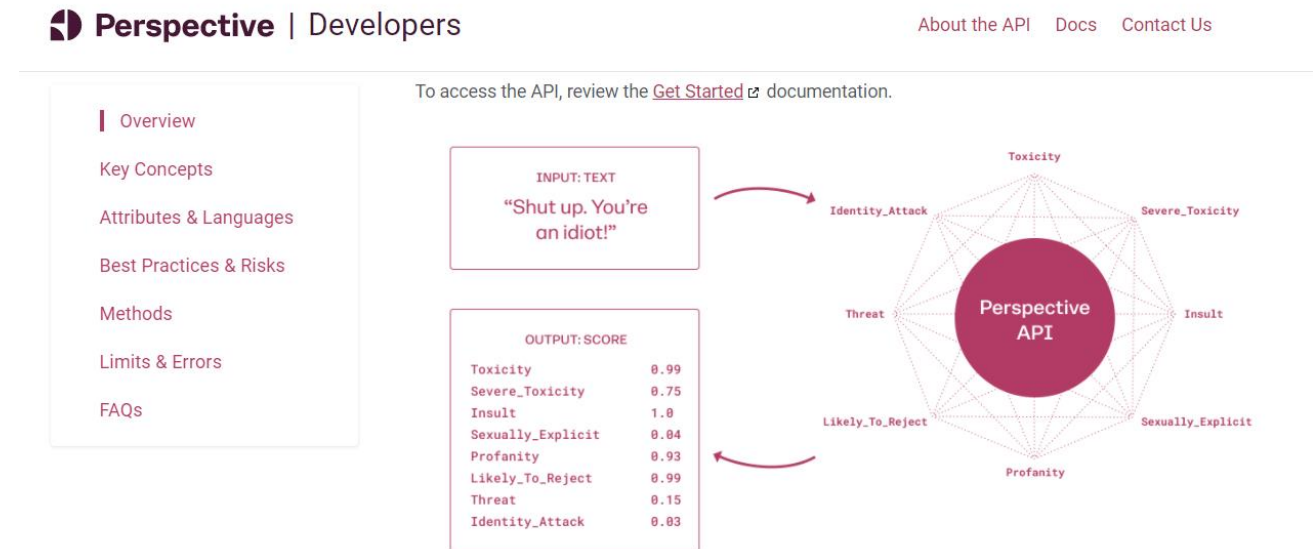 Perspective | Developers
About the API Docs Contact Us
Overview
Key Concepts
Attributes & Languages
Best Practices & Risks
Methods
Limits & Errors
FAQs
To access the API, review the Get Started documentation.
INPUT: TEXT
“Shut up. You’re
an idiot!”
OUTPUT: SCORE
Toxicity 0.99
Severe_Toxicity 0.75
Insult 1.0
Sexually_Explicit 0.04
Profanity 0.93
Likely_To_Reject 0.99
Threat 0.15
Identity_Attack 0.03
Toxicity
Identity_Attack
Severe_Toxicity
Threat
Perspective
API
Insult
Likely_To_Reject
Sexually_Explicit
Profanity